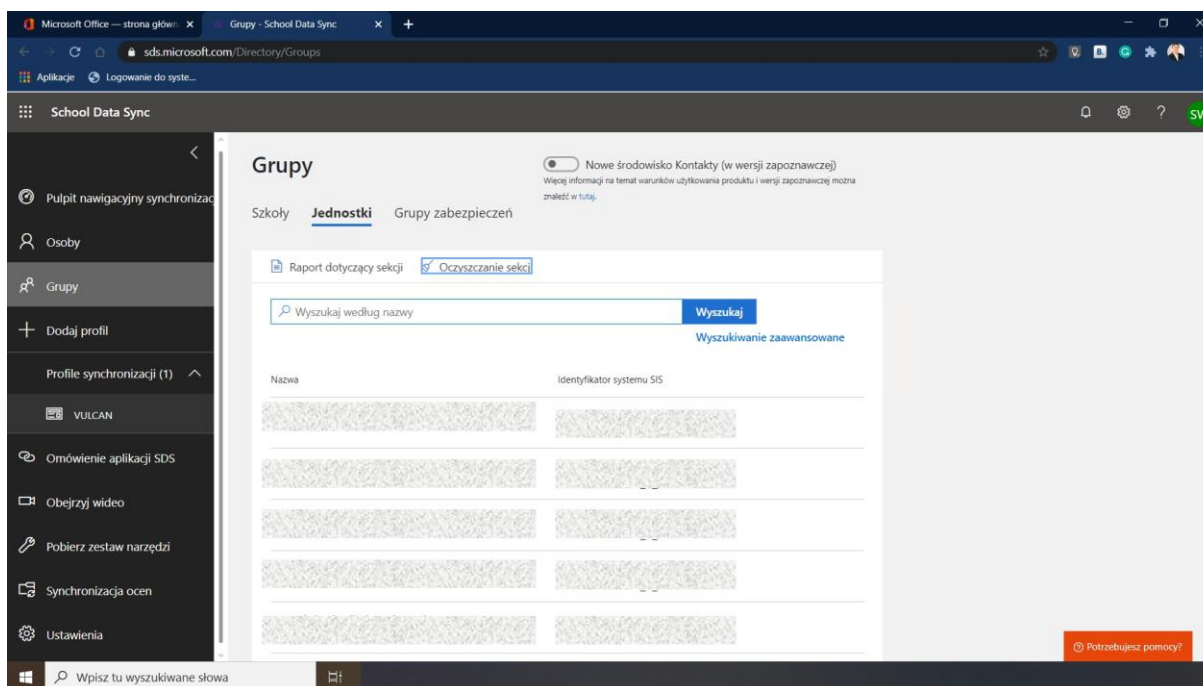 Microsoft Office — strona główn
Grupy - School Data Sync
sds.microsoft.com/Directory/Groups
Aplikacje
Logowanie do syste...
School Data Sync
SV
Pulpit nawigacyjny synchronizac
Osoby
Grupy
Dodaj profil
Profile synchronizacji (1)
VULCAN
Omówienie aplikacji SDS
Obejrzyj wideo
Pobierz zestaw narzędzi
Synchronizacja ocen
Ustawienia
Grupy
Nowe środowisko Kontakty (w wersji zapoznawczej)
Więcej informacji na temat warunków użytkowania produktu i wersji zapoznawczej można
znaleźć w tutaj.
Szkoły Jednostki Grupy zabezpieczeń
Raport dotyczący sekcji Oczyszczanie sekcji
Wyszukaj według nazwy Wyszukaj
Wyszukiwanie zaawansowane
Nazwa Identyfikator systemu SIS
Potrzebujesz pomocy?
Wpisz tu wyszukiwane słowa